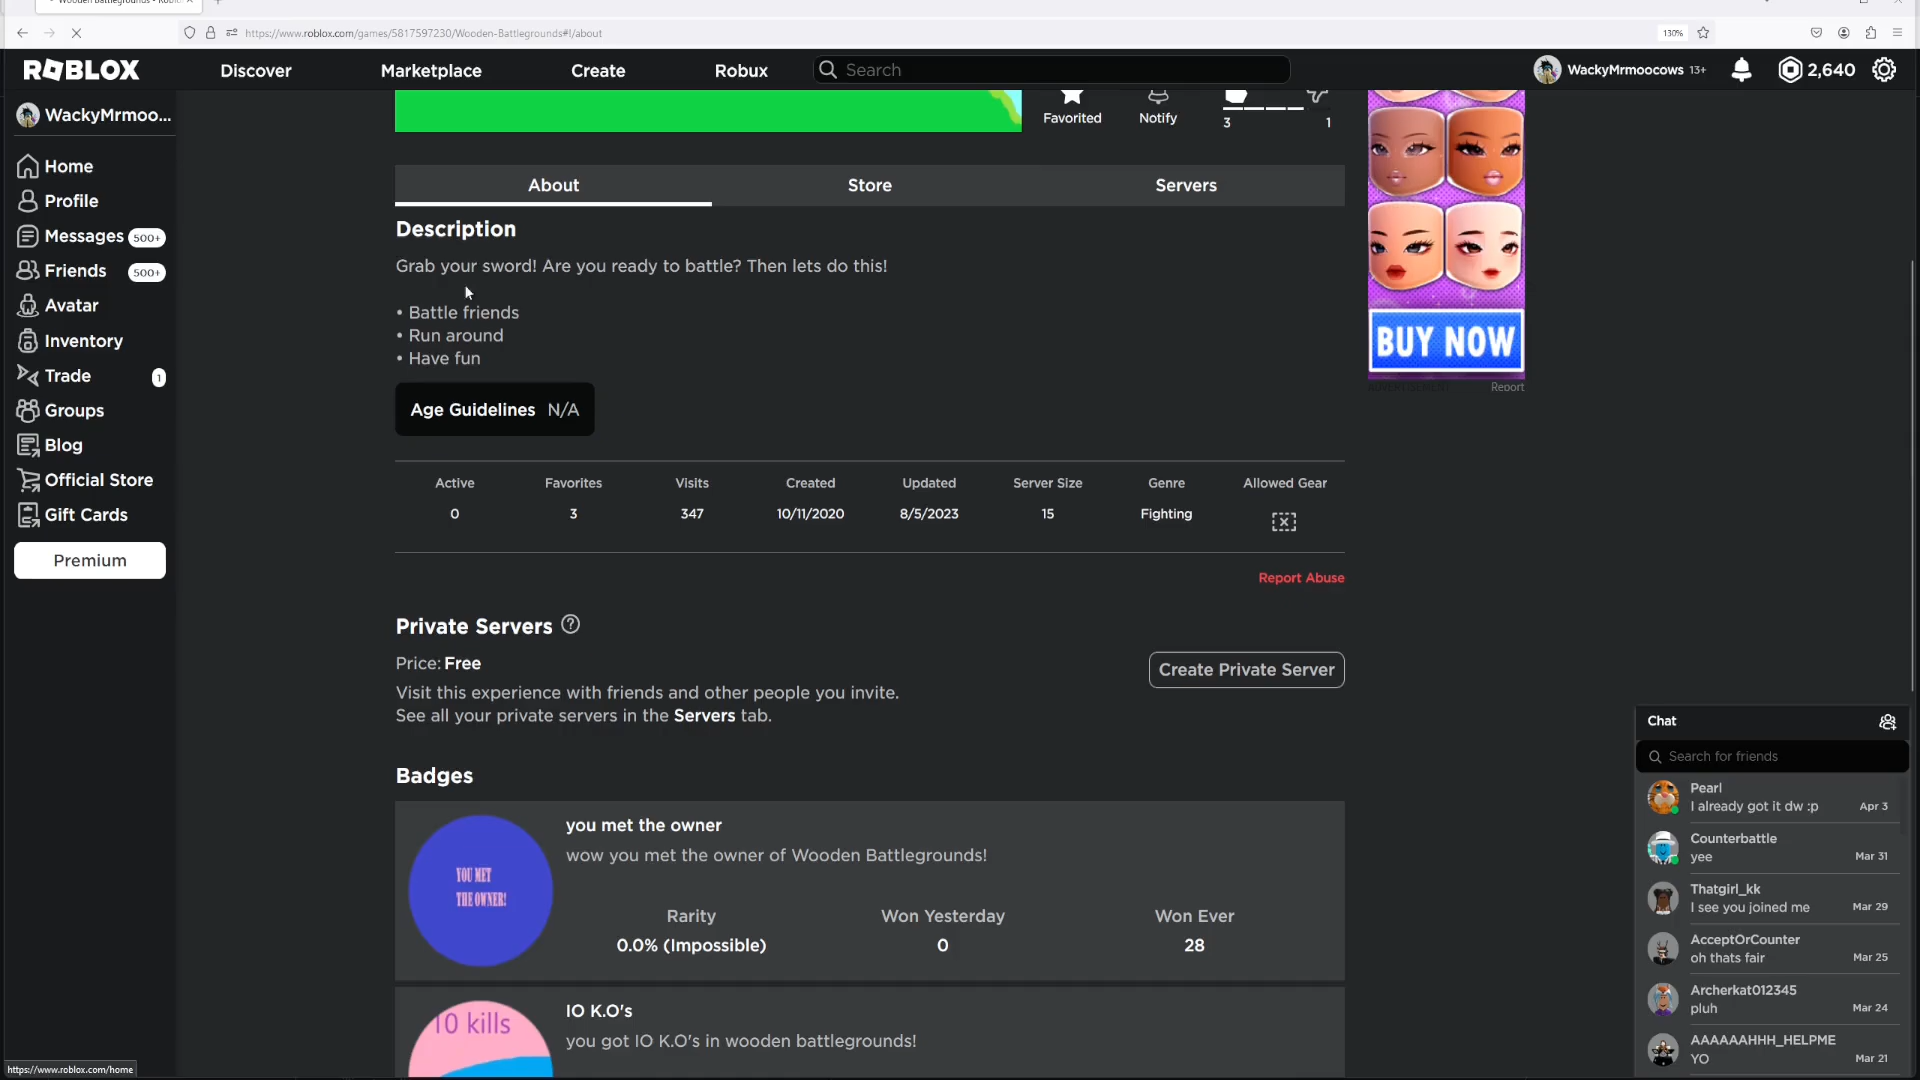 Wooden Battlegrounds - Roblo
https://www.roblox.com/games/5817597230/Wooden-Battlegrounds#!/about
130%
ROBLOX
Discover
Marketplace
Create
Robux
Search
WackyMrmoocows 13+
2,640
WackyMrmoo...
Home
Profile
Messages 500+
Friends 500+
Avatar
Inventory
Trade 1
Groups
Blog
Official Store
Gift Cards
Premium
Favorited
Notify
3
1
About
Store
Servers
Description
Grab your sword! Are you ready to battle? Then lets do this!
• Battle friends
• Run around
• Have fun
Age Guidelines N/A
Active
Favorites
Visits
Created
Updated
Server Size
Genre
Allowed Gear
0
3
347
10/11/2020
8/5/2023
15
Fighting
Report Abuse
Private Servers
Price: Free
Visit this experience with friends and other people you invite.
See all your private servers in the Servers tab.
Create Private Server
Badges
YOU MET
THE OWNER!
you met the owner
wow you met the owner of Wooden Battlegrounds!
Rarity
Won Yesterday
Won Ever
0.0% (Impossible)
0
28
10 kills
10 K.O's
you got 10 K.O's in wooden battlegrounds!
BUY NOW
ADVERTISEMENT
Report
Chat
Search for friends
Pearl
I already got it dw :p
Apr 3
Counterbattle
yee
Mar 31
Thatgirl_kk
I see you joined me
Mar 29
AcceptOrCounter
oh thats fair
Mar 25
Archerkat012345
pluh
Mar 24
AAAAAAHHH_HELPME
YO
Mar 21
https://www.roblox.com/home